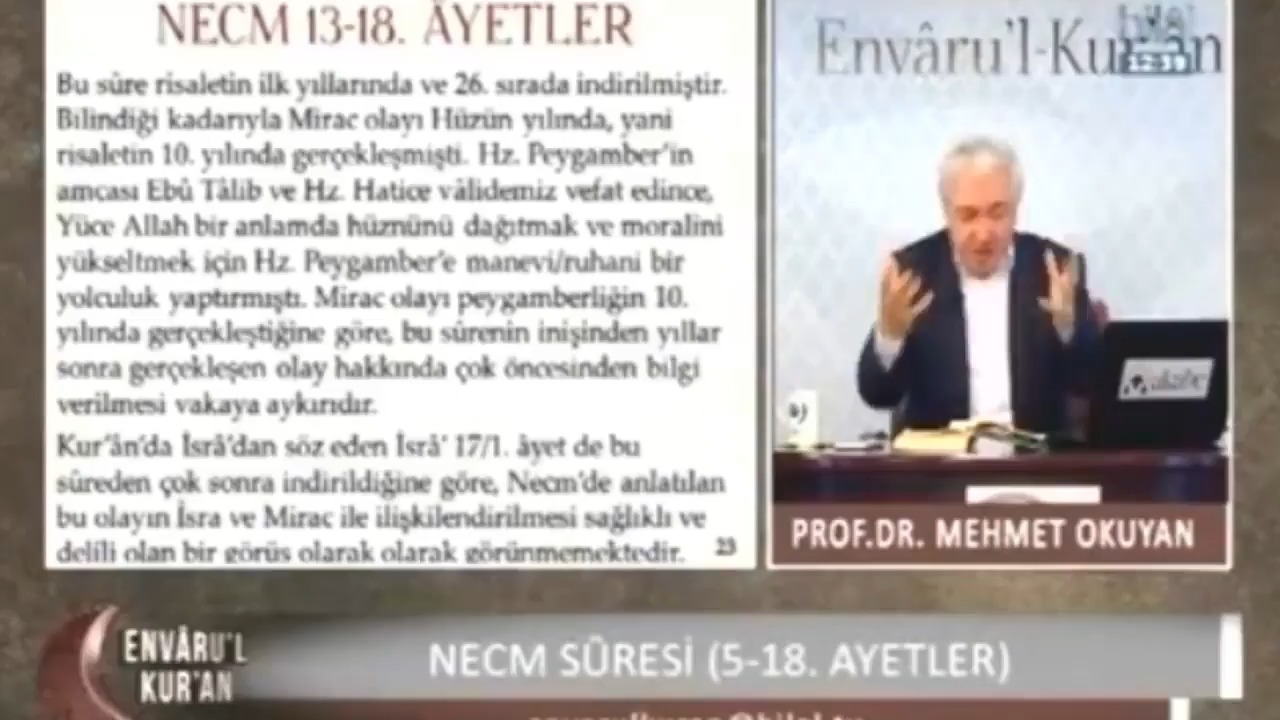 NECM 13-18. ÂYETLER
Bu sûre risaletin ilk yıllarında ve 26. sırada indirilmiştir.
Bilindiği kadarıyla Mirac olayı Hüzün yılında, yani
risaletin 10. yılında gerçekleşmişti. Hz. Peygamber'in
amcası Ebû Tâlib ve Hz. Hatice vâlidemiz vefat edince,
Yüce Allah bir anlamda hüznünü dağıtmak ve moralini
yükseltmek için Hz. Peygamber'e manevi/ruhani bir
yolculuk yaptırmıştı. Mirac olayı peygamberliğin 10.
yılında gerçekleştiğine göre, bu sûrenin inişinden yıllar
sonra gerçekleşen olay hakkında çok öncesinden bilgi
verilmesi vakaya aykırıdır.
Kur'ân'da İsrâ'dan söz eden İsrâ' 17/1. âyet de bu
sûreden çok sonra indirildiğine göre, Necm'de anlatılan
bu olayın İsra ve Mirac ile ilişkilendirilmesi sağlıklı ve
delili olan bir görüş olarak olarak görünmemektedir.
23
Envâru'l-Kur'an
bilal
12:39
PROF.DR. MEHMET OKUYAN
ENVÂRU'L
KUR'AN
NECM SÛRESİ (5-18. AYETLER)